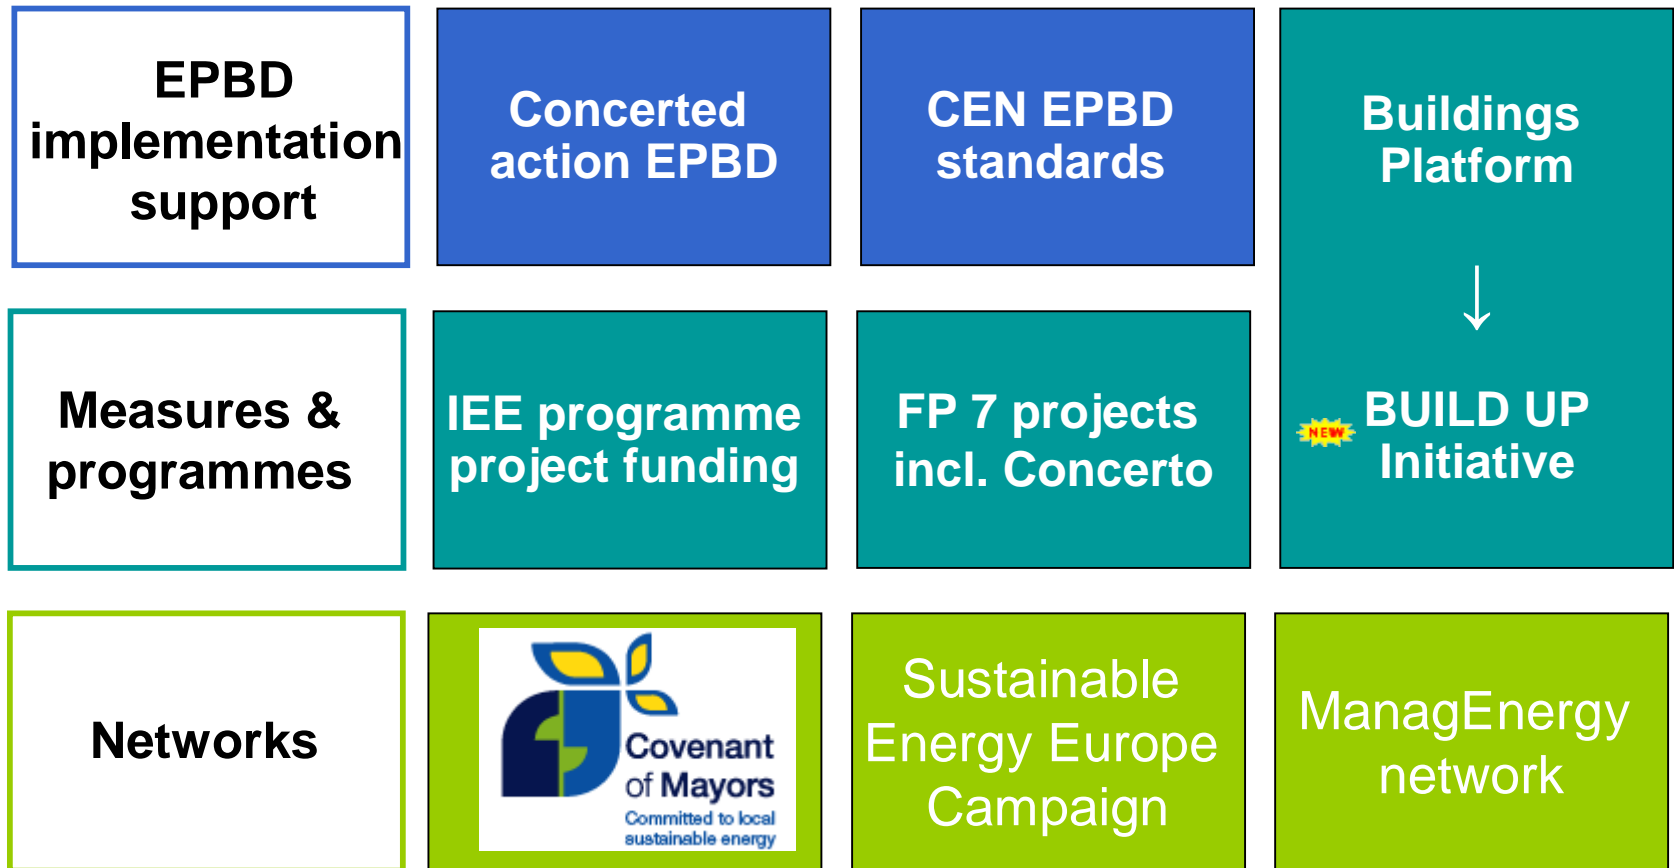 EPBD
implementation
support
Concerted
action EPBD
CEN EPBD
standards
Buildings
Platform
↓
Measures &
programmes
IEE programme
project funding
FP 7 projects
incl. Concerto
NEW
BUILD UP
Initiative
Networks
Covenant
of Mayors
Committed to local
sustainable energy
Sustainable
Energy Europe
Campaign
ManagEnergy
network